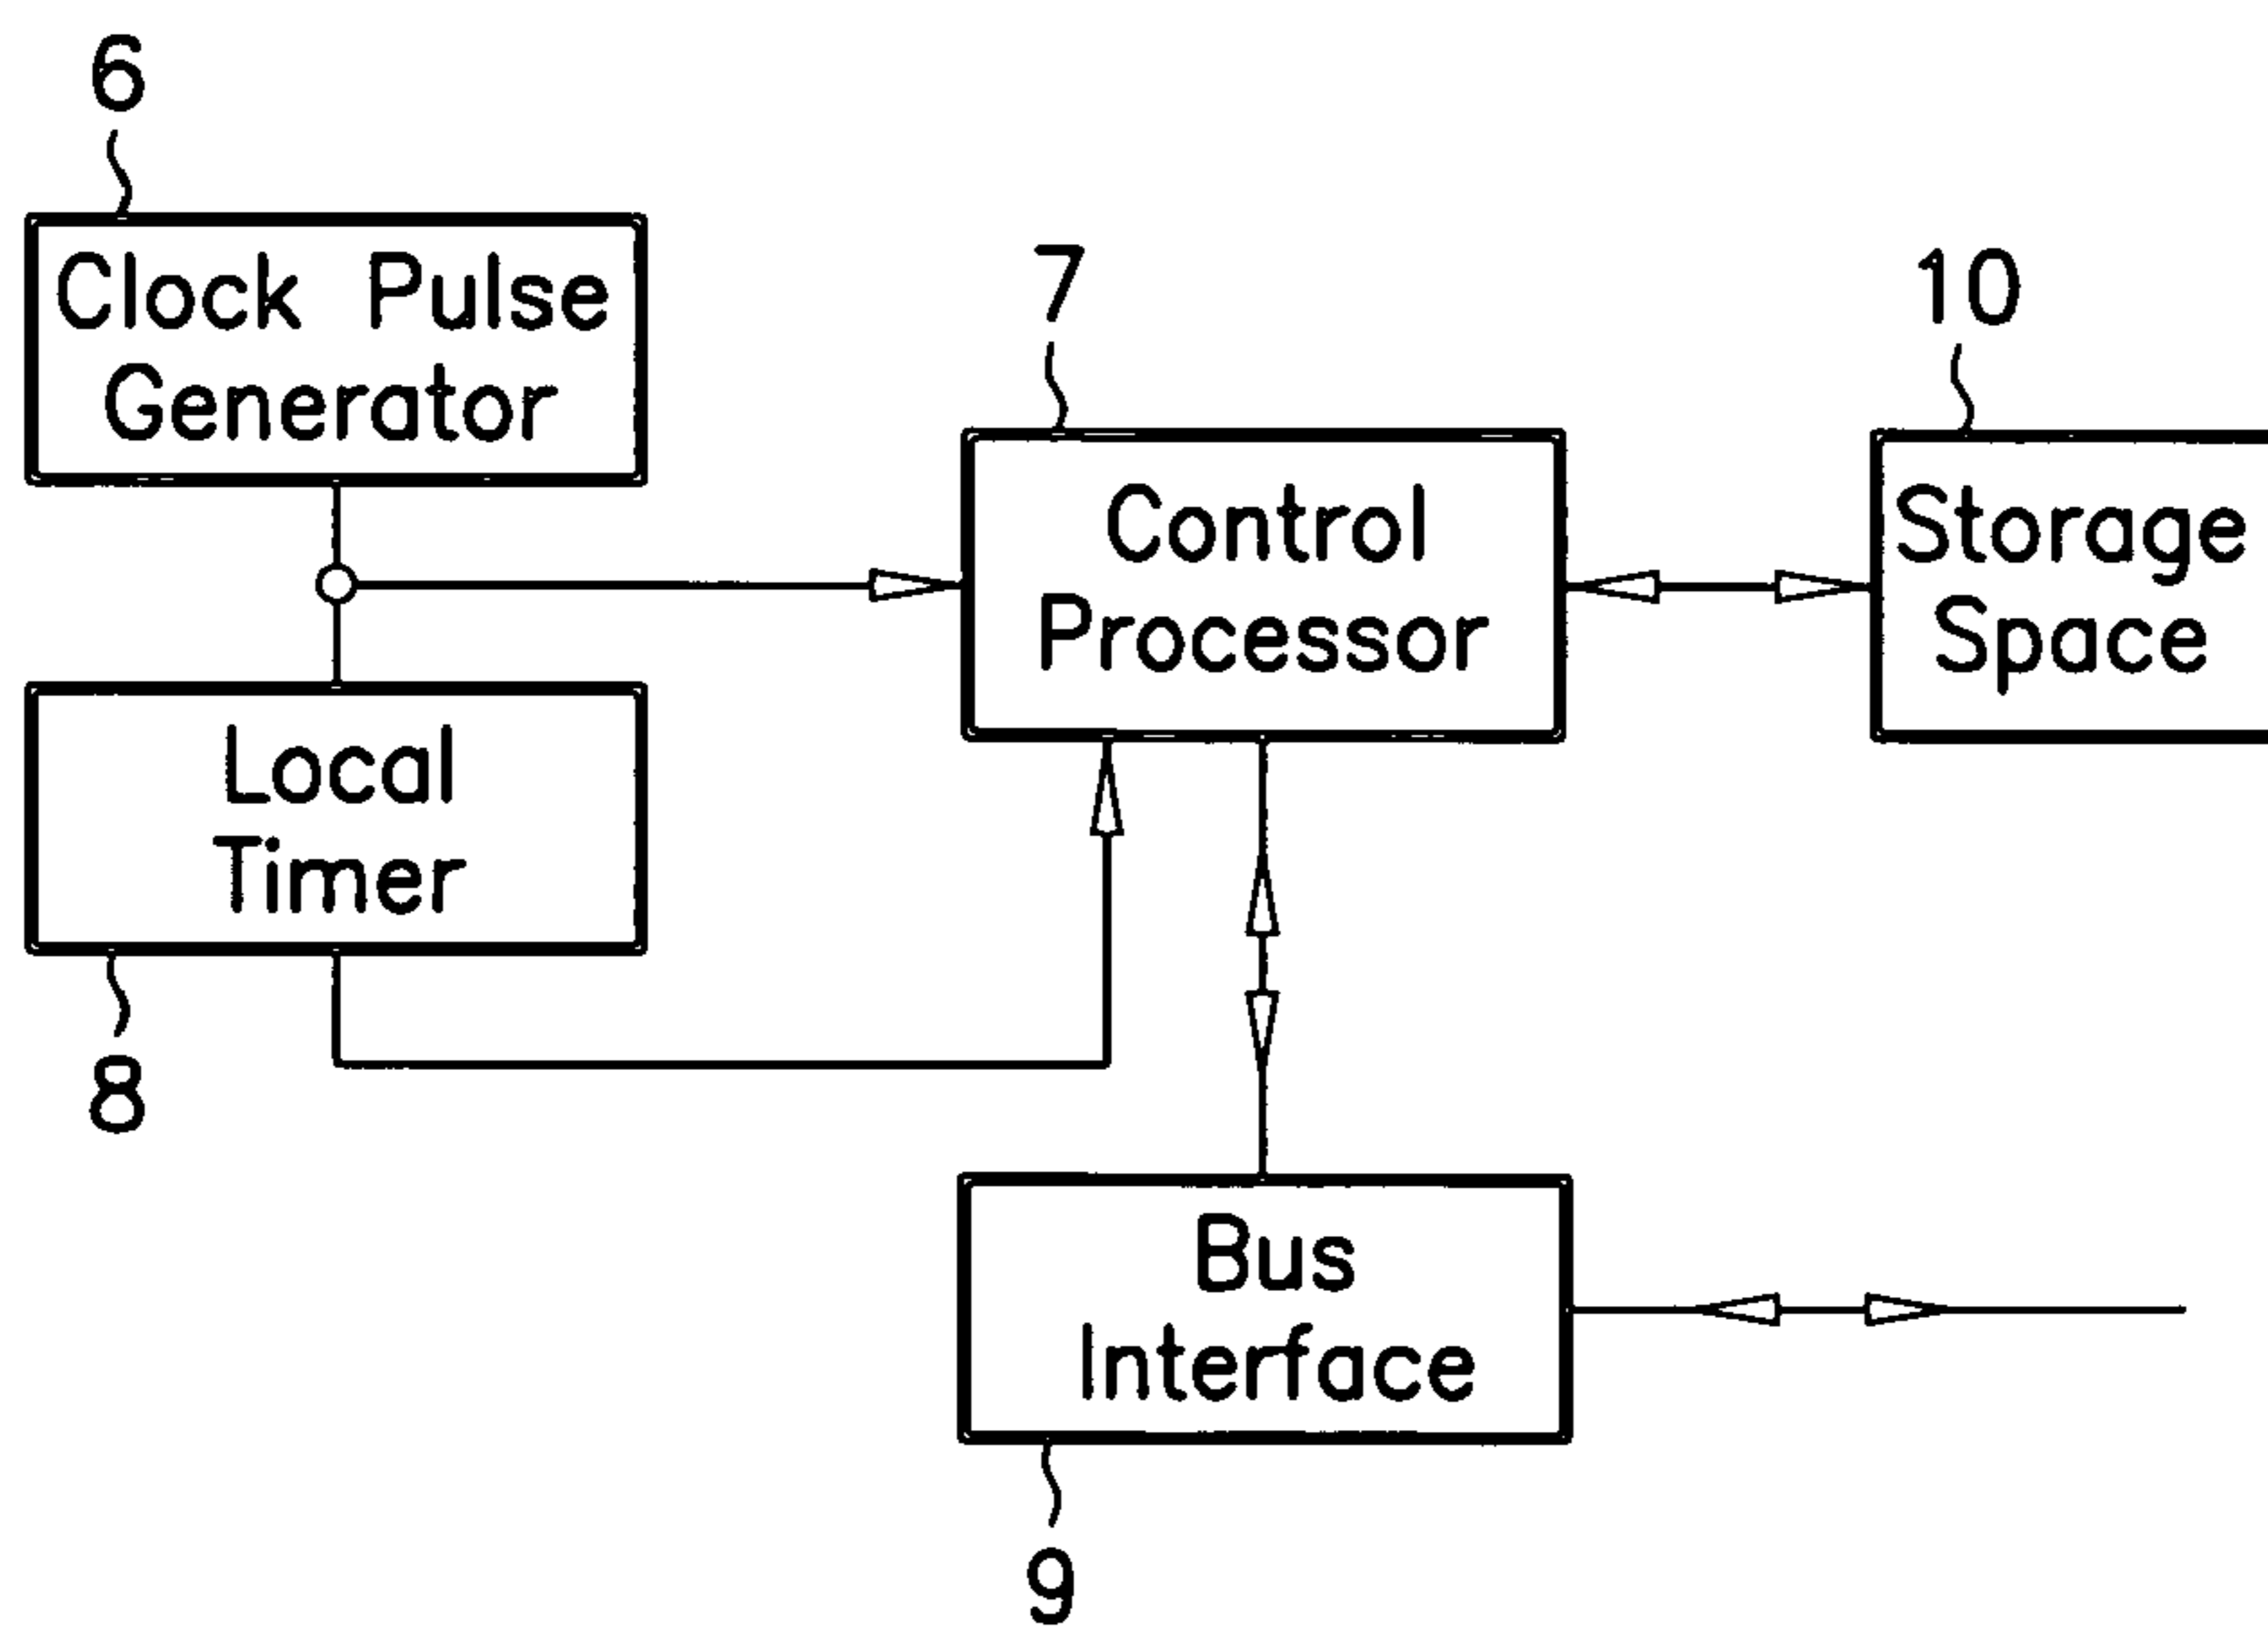 6
Clock Pulse
Generator
7
Control
Processor
10
Storage
Space
Local
Timer
8
Bus
Interface
9